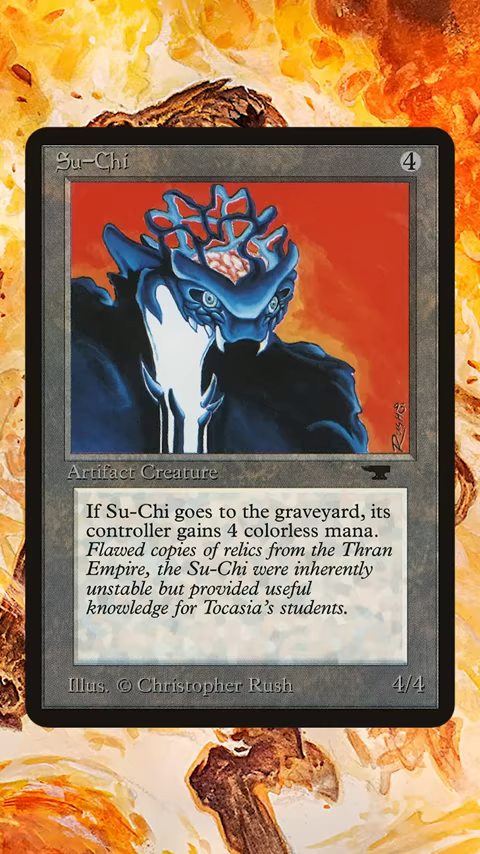 Su-Chi 4
Rush
Artifact Creature
If Su-Chi goes to the graveyard, its
controller gains 4 colorless mana.
Flawed copies of relics from the Thran
Empire, the Su-Chi were inherently
unstable but provided useful
knowledge for Tocasia's students.
Illus. © Christopher Rush 4/4